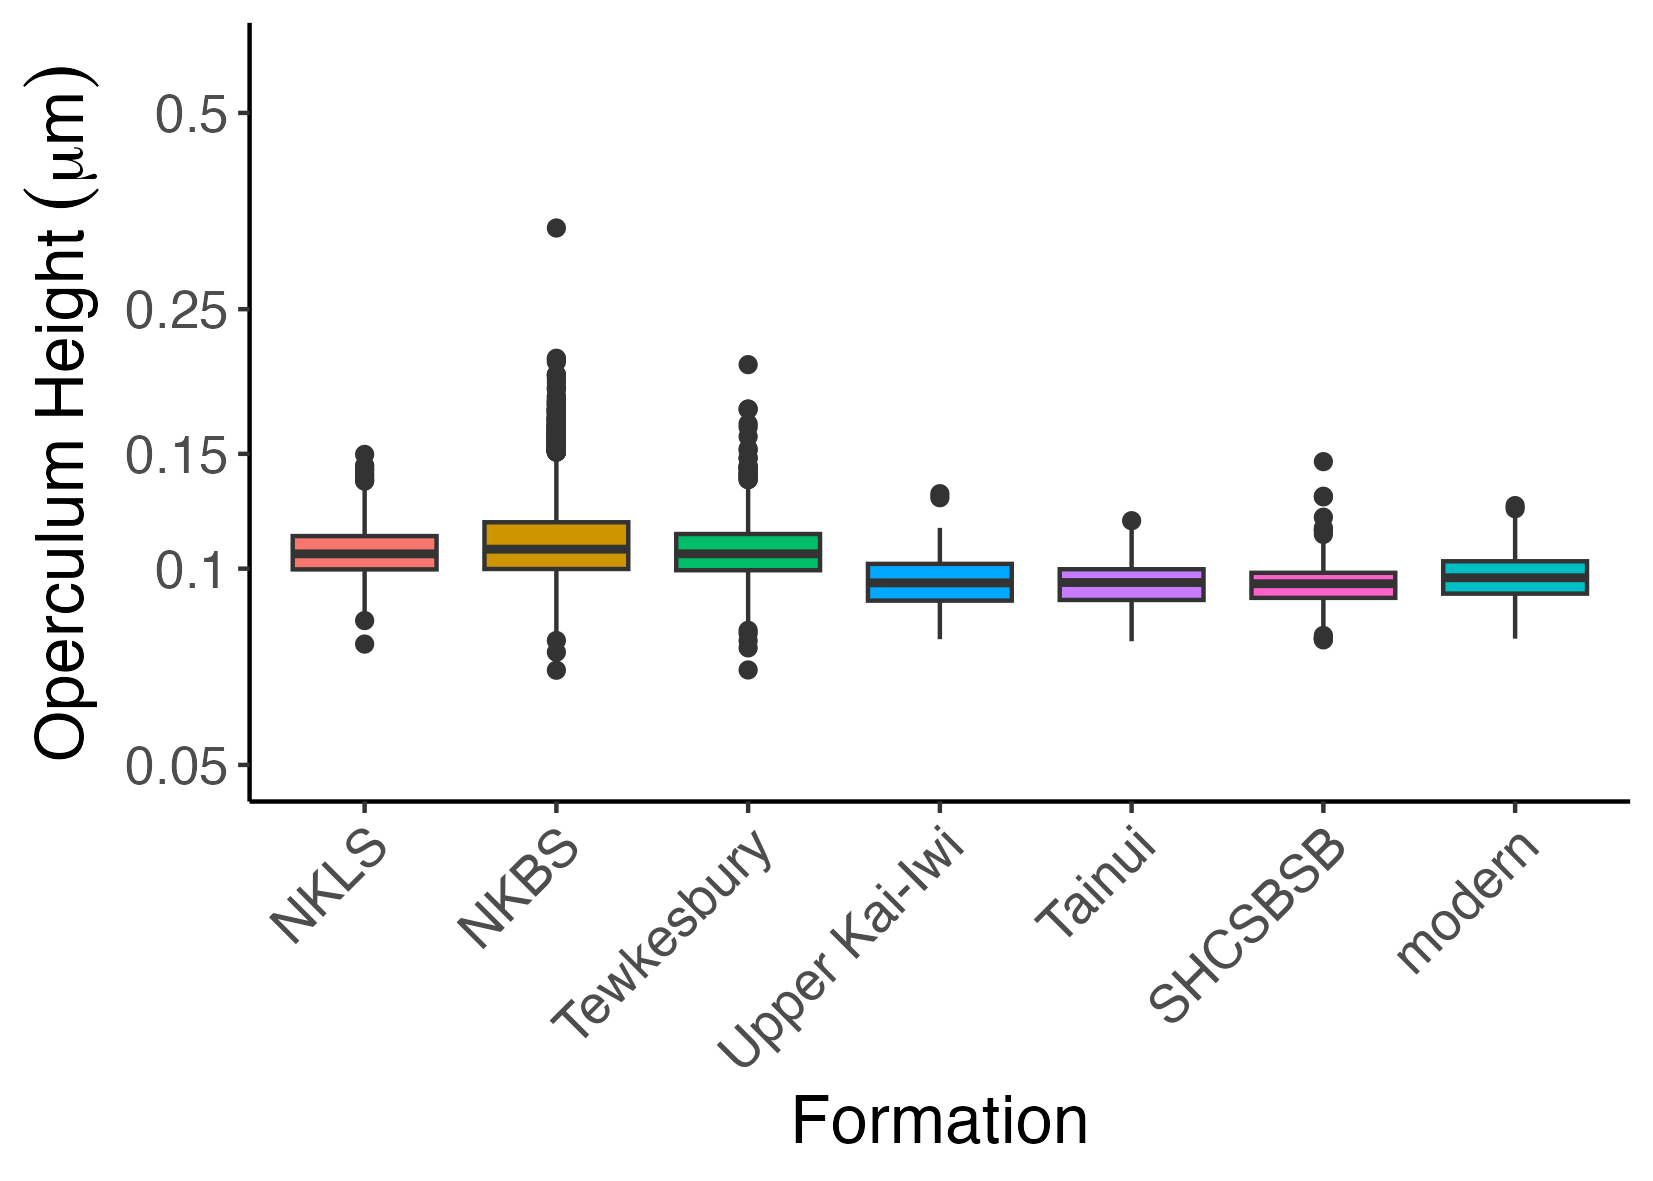 Operculum Height (μm)
0.5
0.25
0.15
0.1
0.05
NKLS
NKBS
Tewkesbury
Upper Kai-Iwi
Tainui
SHCSBSB
modern
Formation